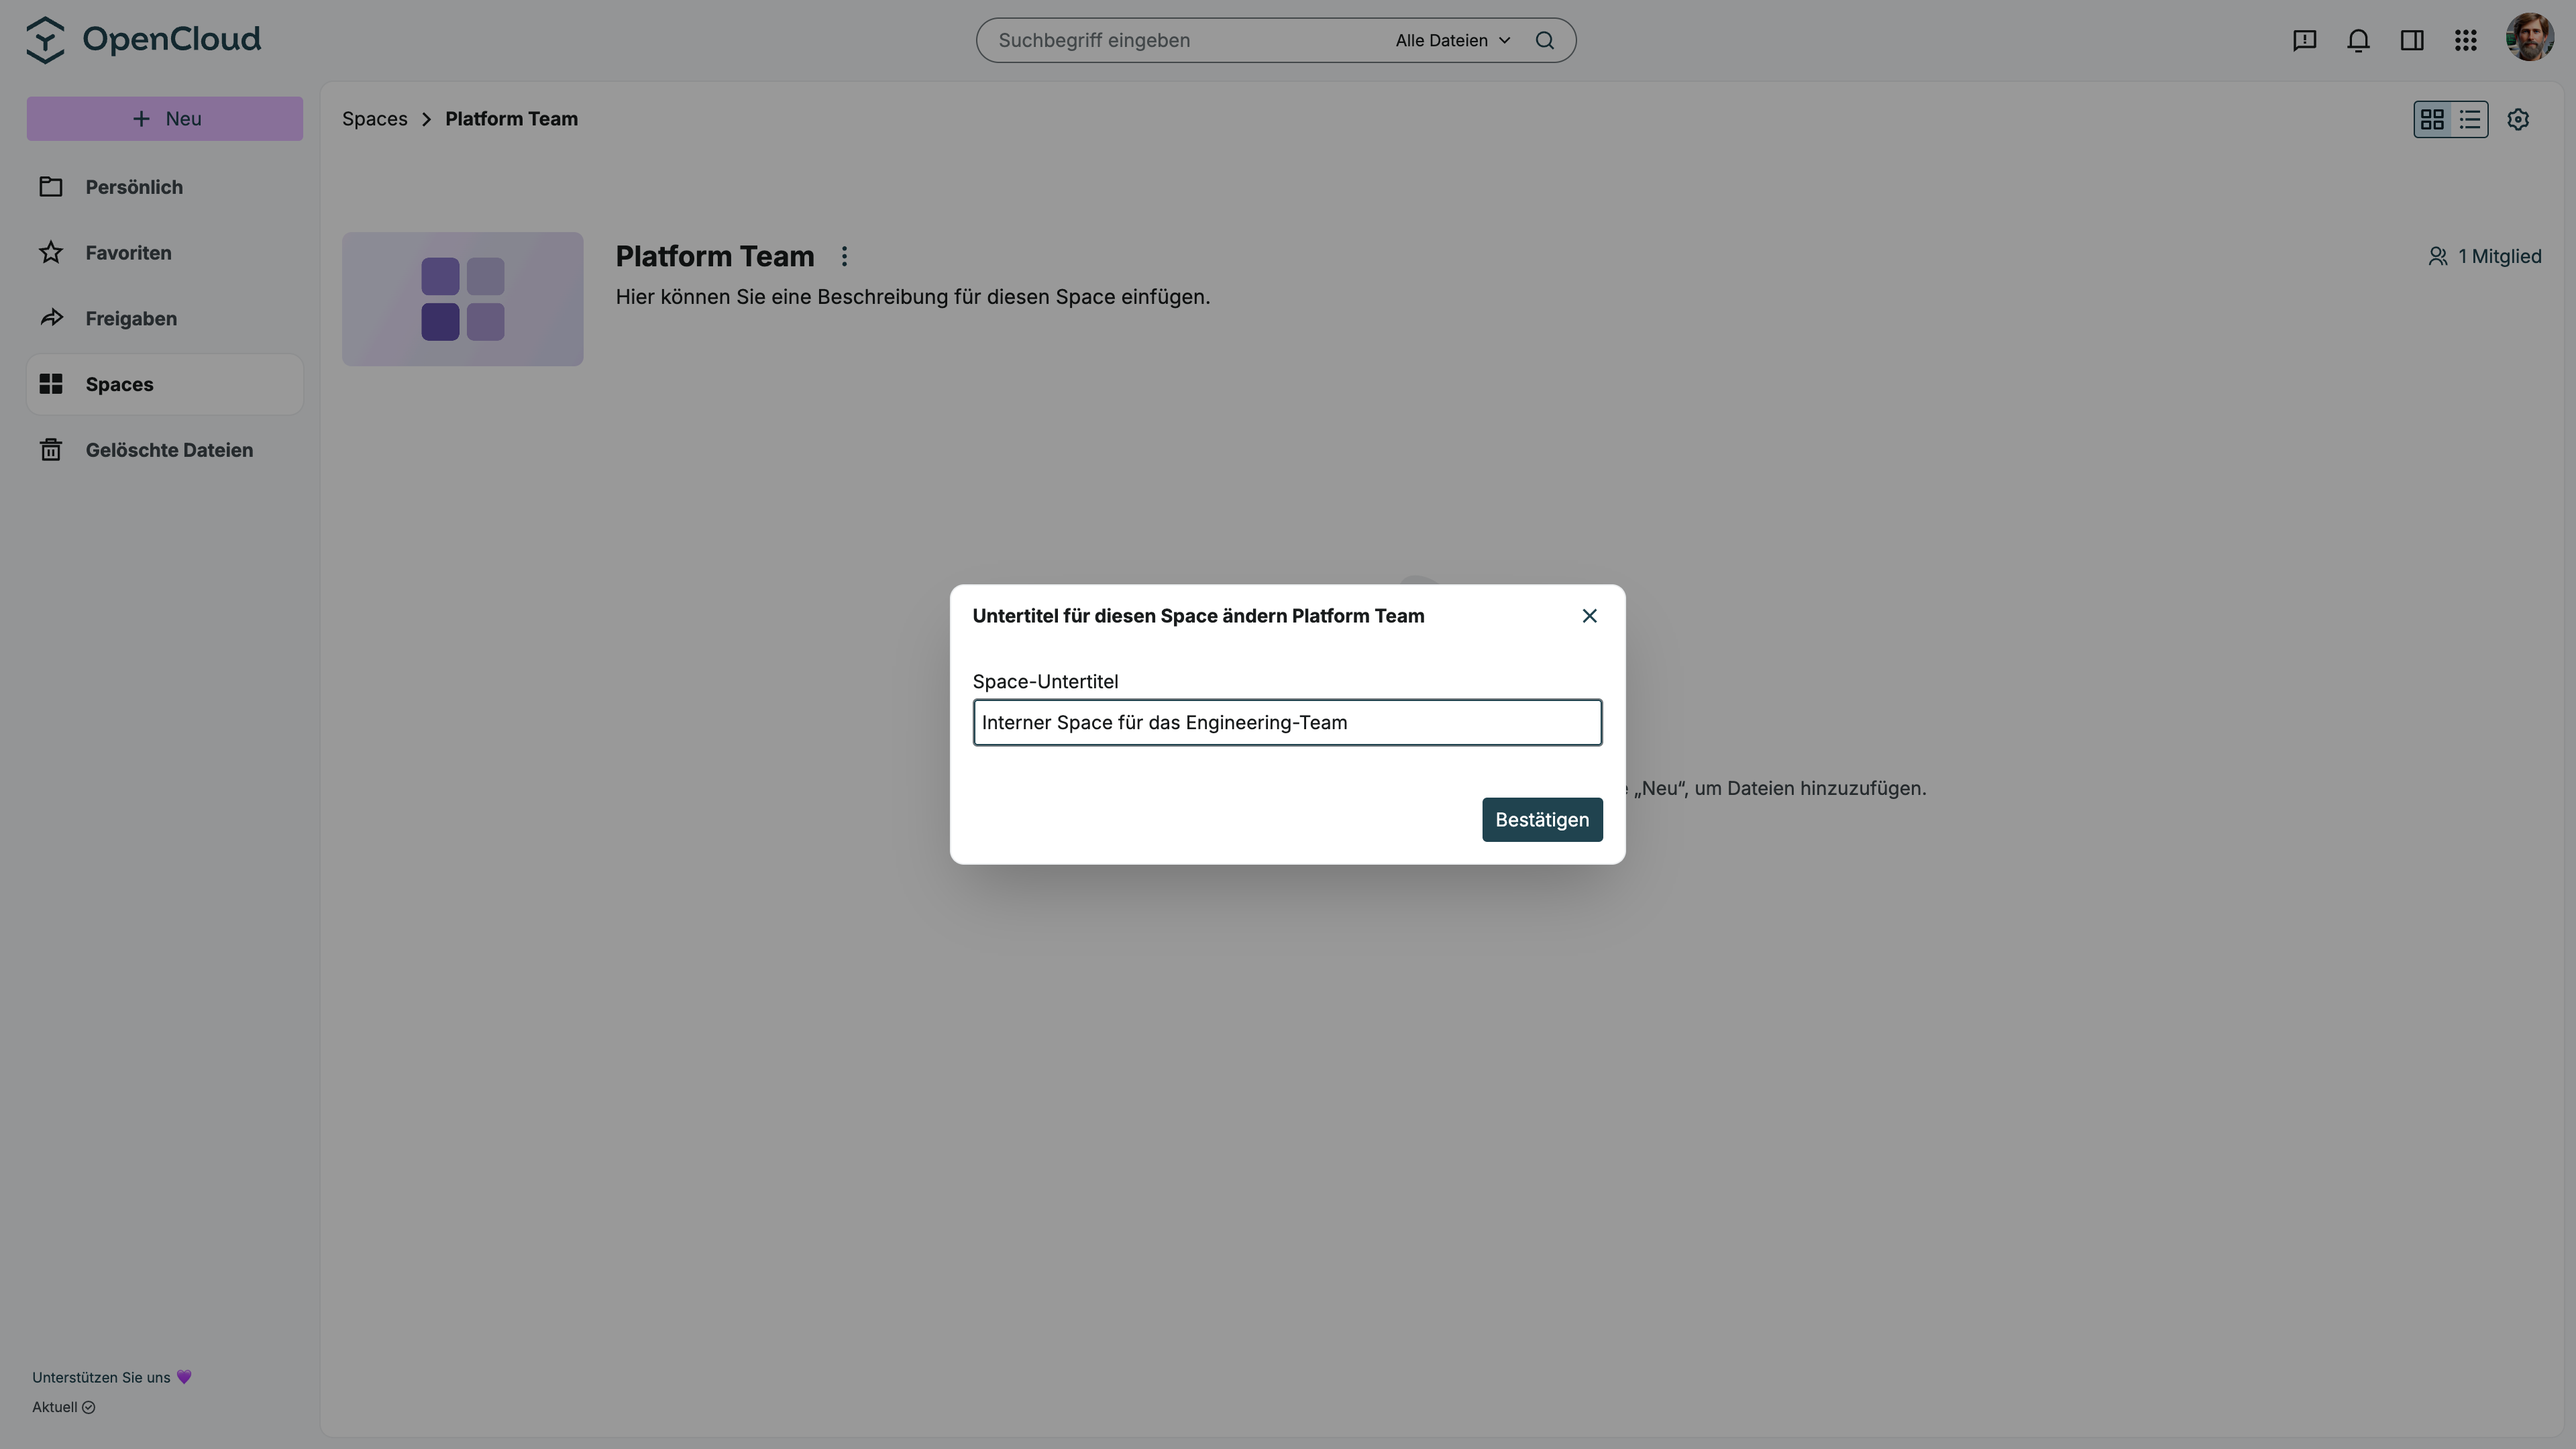 OpenCloud
Suchbegriff eingeben
Alle Dateien
Neu
Spaces
Platform Team
Persönlich
Favoriten
Freigaben
Spaces
Gelöschte Dateien
Platform Team
1 Mitglied
Hier können Sie eine Beschreibung für diesen Space einfügen.
Untertitel für diesen Space ändern Platform Team
Space-Untertitel
Interner Space für das Engineering-Team
„Neu“, um Dateien hinzuzufügen.
Bestätigen
Unterstützen Sie uns 💜
Aktuell